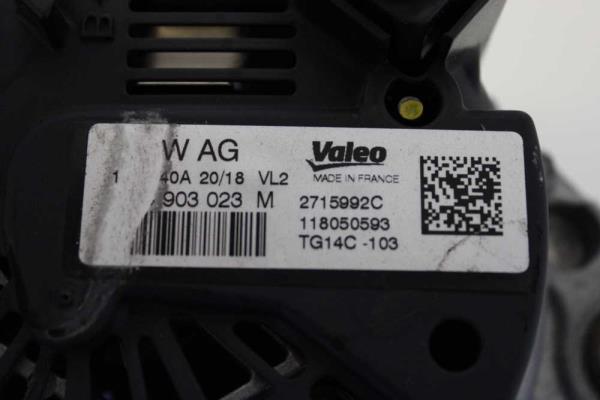 B
W AG
Valeo
MADE IN FRANCE
1 40A 20/18 VL2
903 023 M
2715992C
118050593
TG14C -103